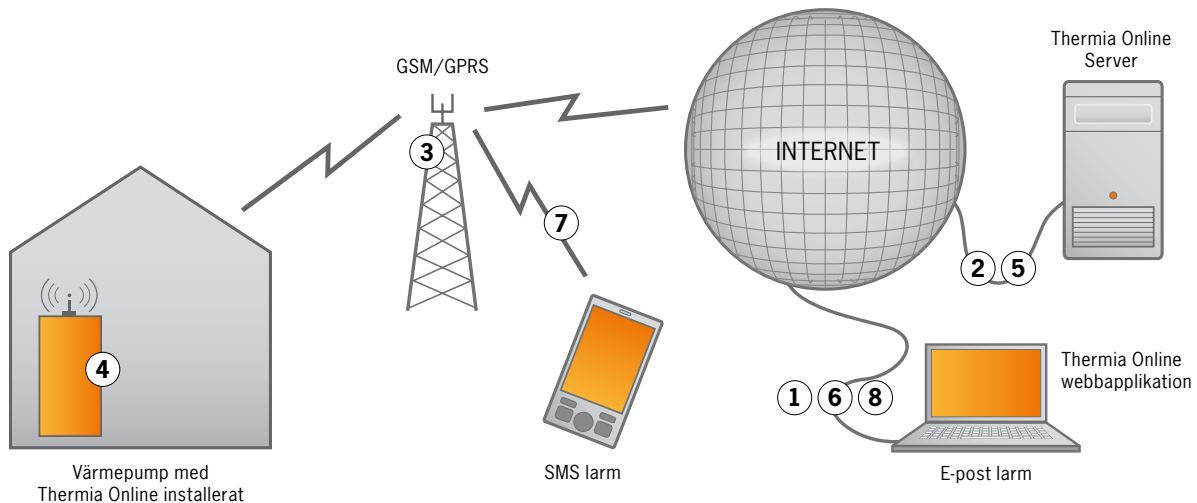 Thermia Online
Server
GSM/GPRS
3
INTERNET
7
2
5
4
1
6
8
Thermia Online
webbapplikation
Värmepump med
Thermia Online installerat
SMS larm
E-post larm